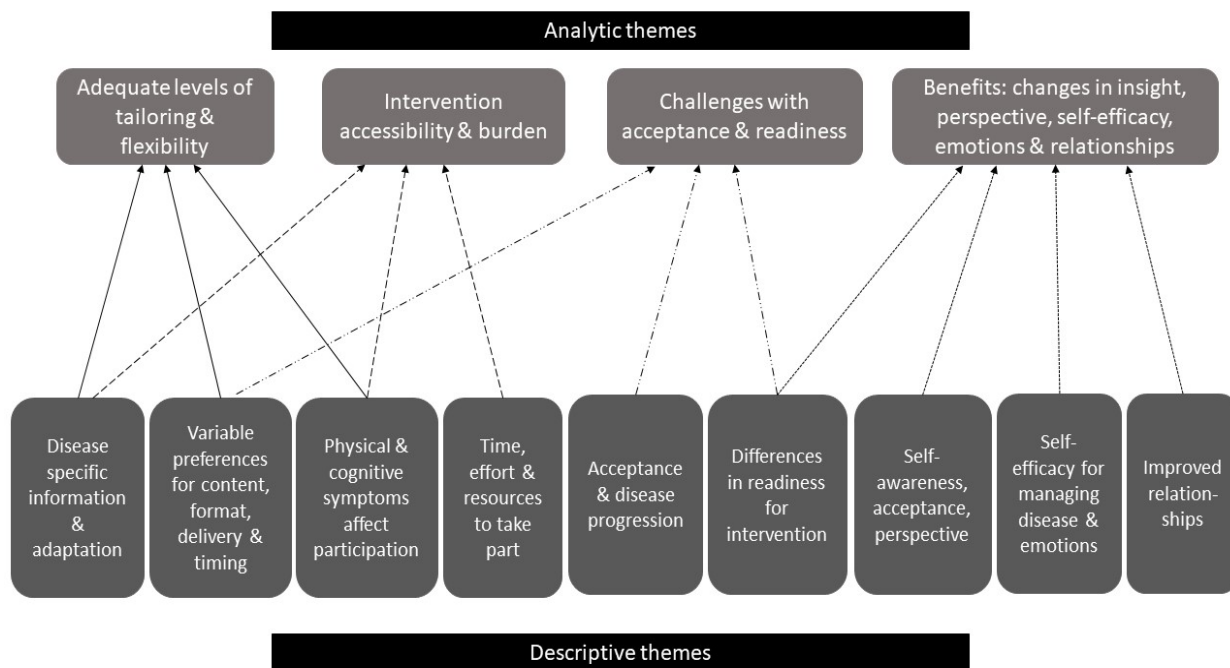 Analytic themes
Adequate levels of
tailoring &
flexibility
Intervention
accessibility & burden
Challenges with
acceptance & readiness
Benefits: changes in insight,
perspective, self-efficacy,
emotions & relationships
Disease
specific
information
&
adaptation
Variable
preferences
for content,
format,
delivery &
timing
Physical &
cognitive
symptoms
affect
participation
Time,
effort &
resources
to take
part
Acceptance
& disease
progression
Differences
in readiness
for
intervention
Self-
awareness,
acceptance,
perspective
Self-
efficacy for
managing
disease &
emotions
Improved
relation-
ships
Descriptive themes